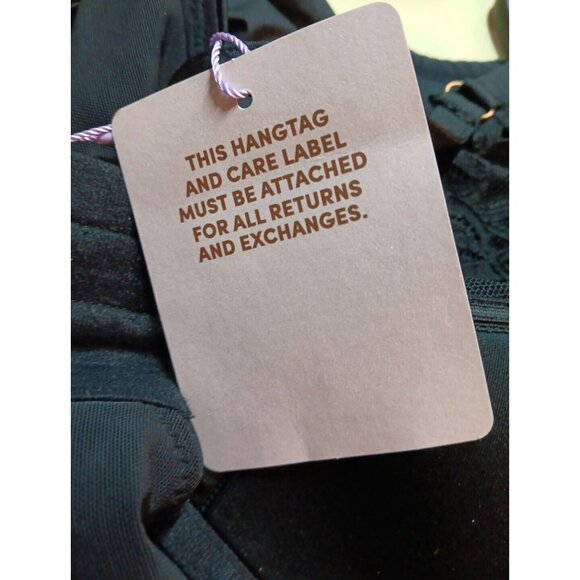 THIS HANGTAG
AND CARE LABEL
MUST BE ATTACHED
FOR ALL RETURNS
AND EXCHANGES.